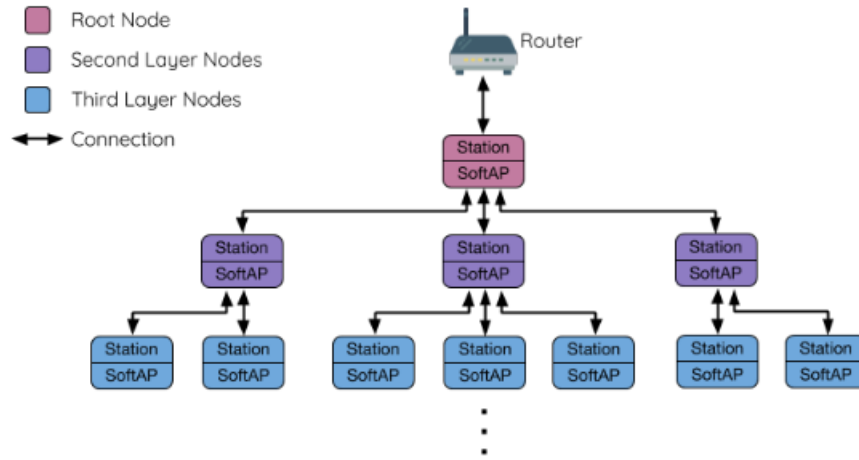 Root Node
Second Layer Nodes
Third Layer Nodes
Connection
Router
Station
SoftAP
Station
SoftAP
Station
SoftAP
Station
SoftAP
Station
SoftAP
Station
SoftAP
Station
SoftAP
Station
SoftAP
Station
SoftAP
Station
SoftAP
Station
SoftAP